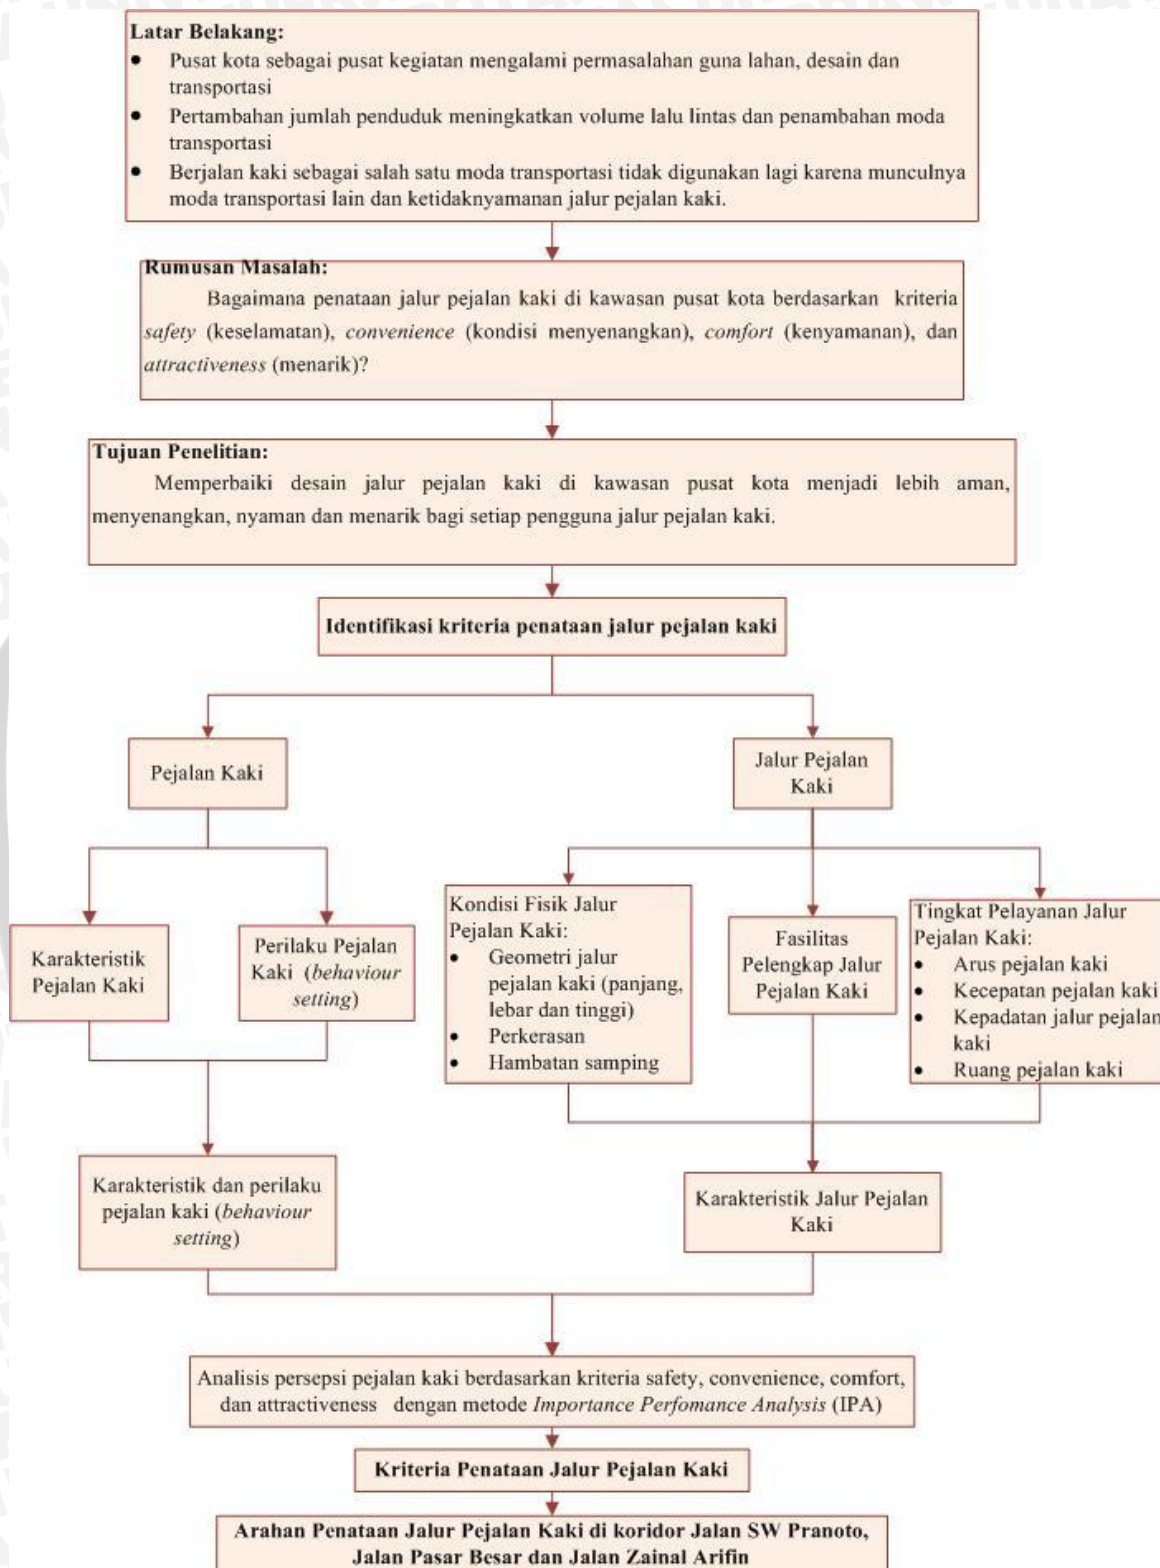 Latar Belakang:
• Pusat kota sebagai pusat kegiatan mengalami permasalahan guna lahan, desain dan
transportasi
• Pertambahan jumlah penduduk meningkatkan volume lalu lintas dan penambahan moda
transportasi
• Berjalan kaki sebagai salah satu moda transportasi tidak digunakan lagi karena munculnya
moda transportasi lain dan ketidaknyamanan jalur pejalan kaki.
Rumusan Masalah:
Bagaimana penataan jalur pejalan kaki di kawasan pusat kota berdasarkan kriteria
safety (keselamatan), convenience (kondisi menyenangkan), comfort (kenyamanan), dan
attractiveness (menarik)?
Tujuan Penelitian:
Memperbaiki desain jalur pejalan kaki di kawasan pusat kota menjadi lebih aman,
menyenangkan, nyaman dan menarik bagi setiap pengguna jalur pejalan kaki.
Identifikasi kriteria penataan jalur pejalan kaki
Pejalan Kaki
Jalur Pejalan
Kaki
Karakteristik
Pejalan Kaki
Perilaku Pejalan
Kaki (behaviour
setting)
Kondisi Fisik Jalur
Pejalan Kaki:
• Geometri jalur
pejalan kaki (panjang,
lebar dan tinggi)
• Perkerasan
• Hambatan samping
Fasilitas
Pelengkap Jalur
Pejalan Kaki
Tingkat Pelayanan Jalur
Pejalan Kaki:
• Arus pejalan kaki
• Kecepatan pejalan kaki
• Kepadatan jalur pejalan
kaki
• Ruang pejalan kaki
Karakteristik dan perilaku
pejalan kaki (behaviour
setting)
Karakteristik Jalur Pejalan
Kaki
Analisis persepsi pejalan kaki berdasarkan kriteria safety, convenience, comfort,
dan attractiveness dengan metode Importance Perfomance Analysis (IPA)
Kriteria Penataan Jalur Pejalan Kaki
Arahan Penataan Jalur Pejalan Kaki di koridor Jalan SW Pranoto,
Jalan Pasar Besar dan Jalan Zainal Arifin